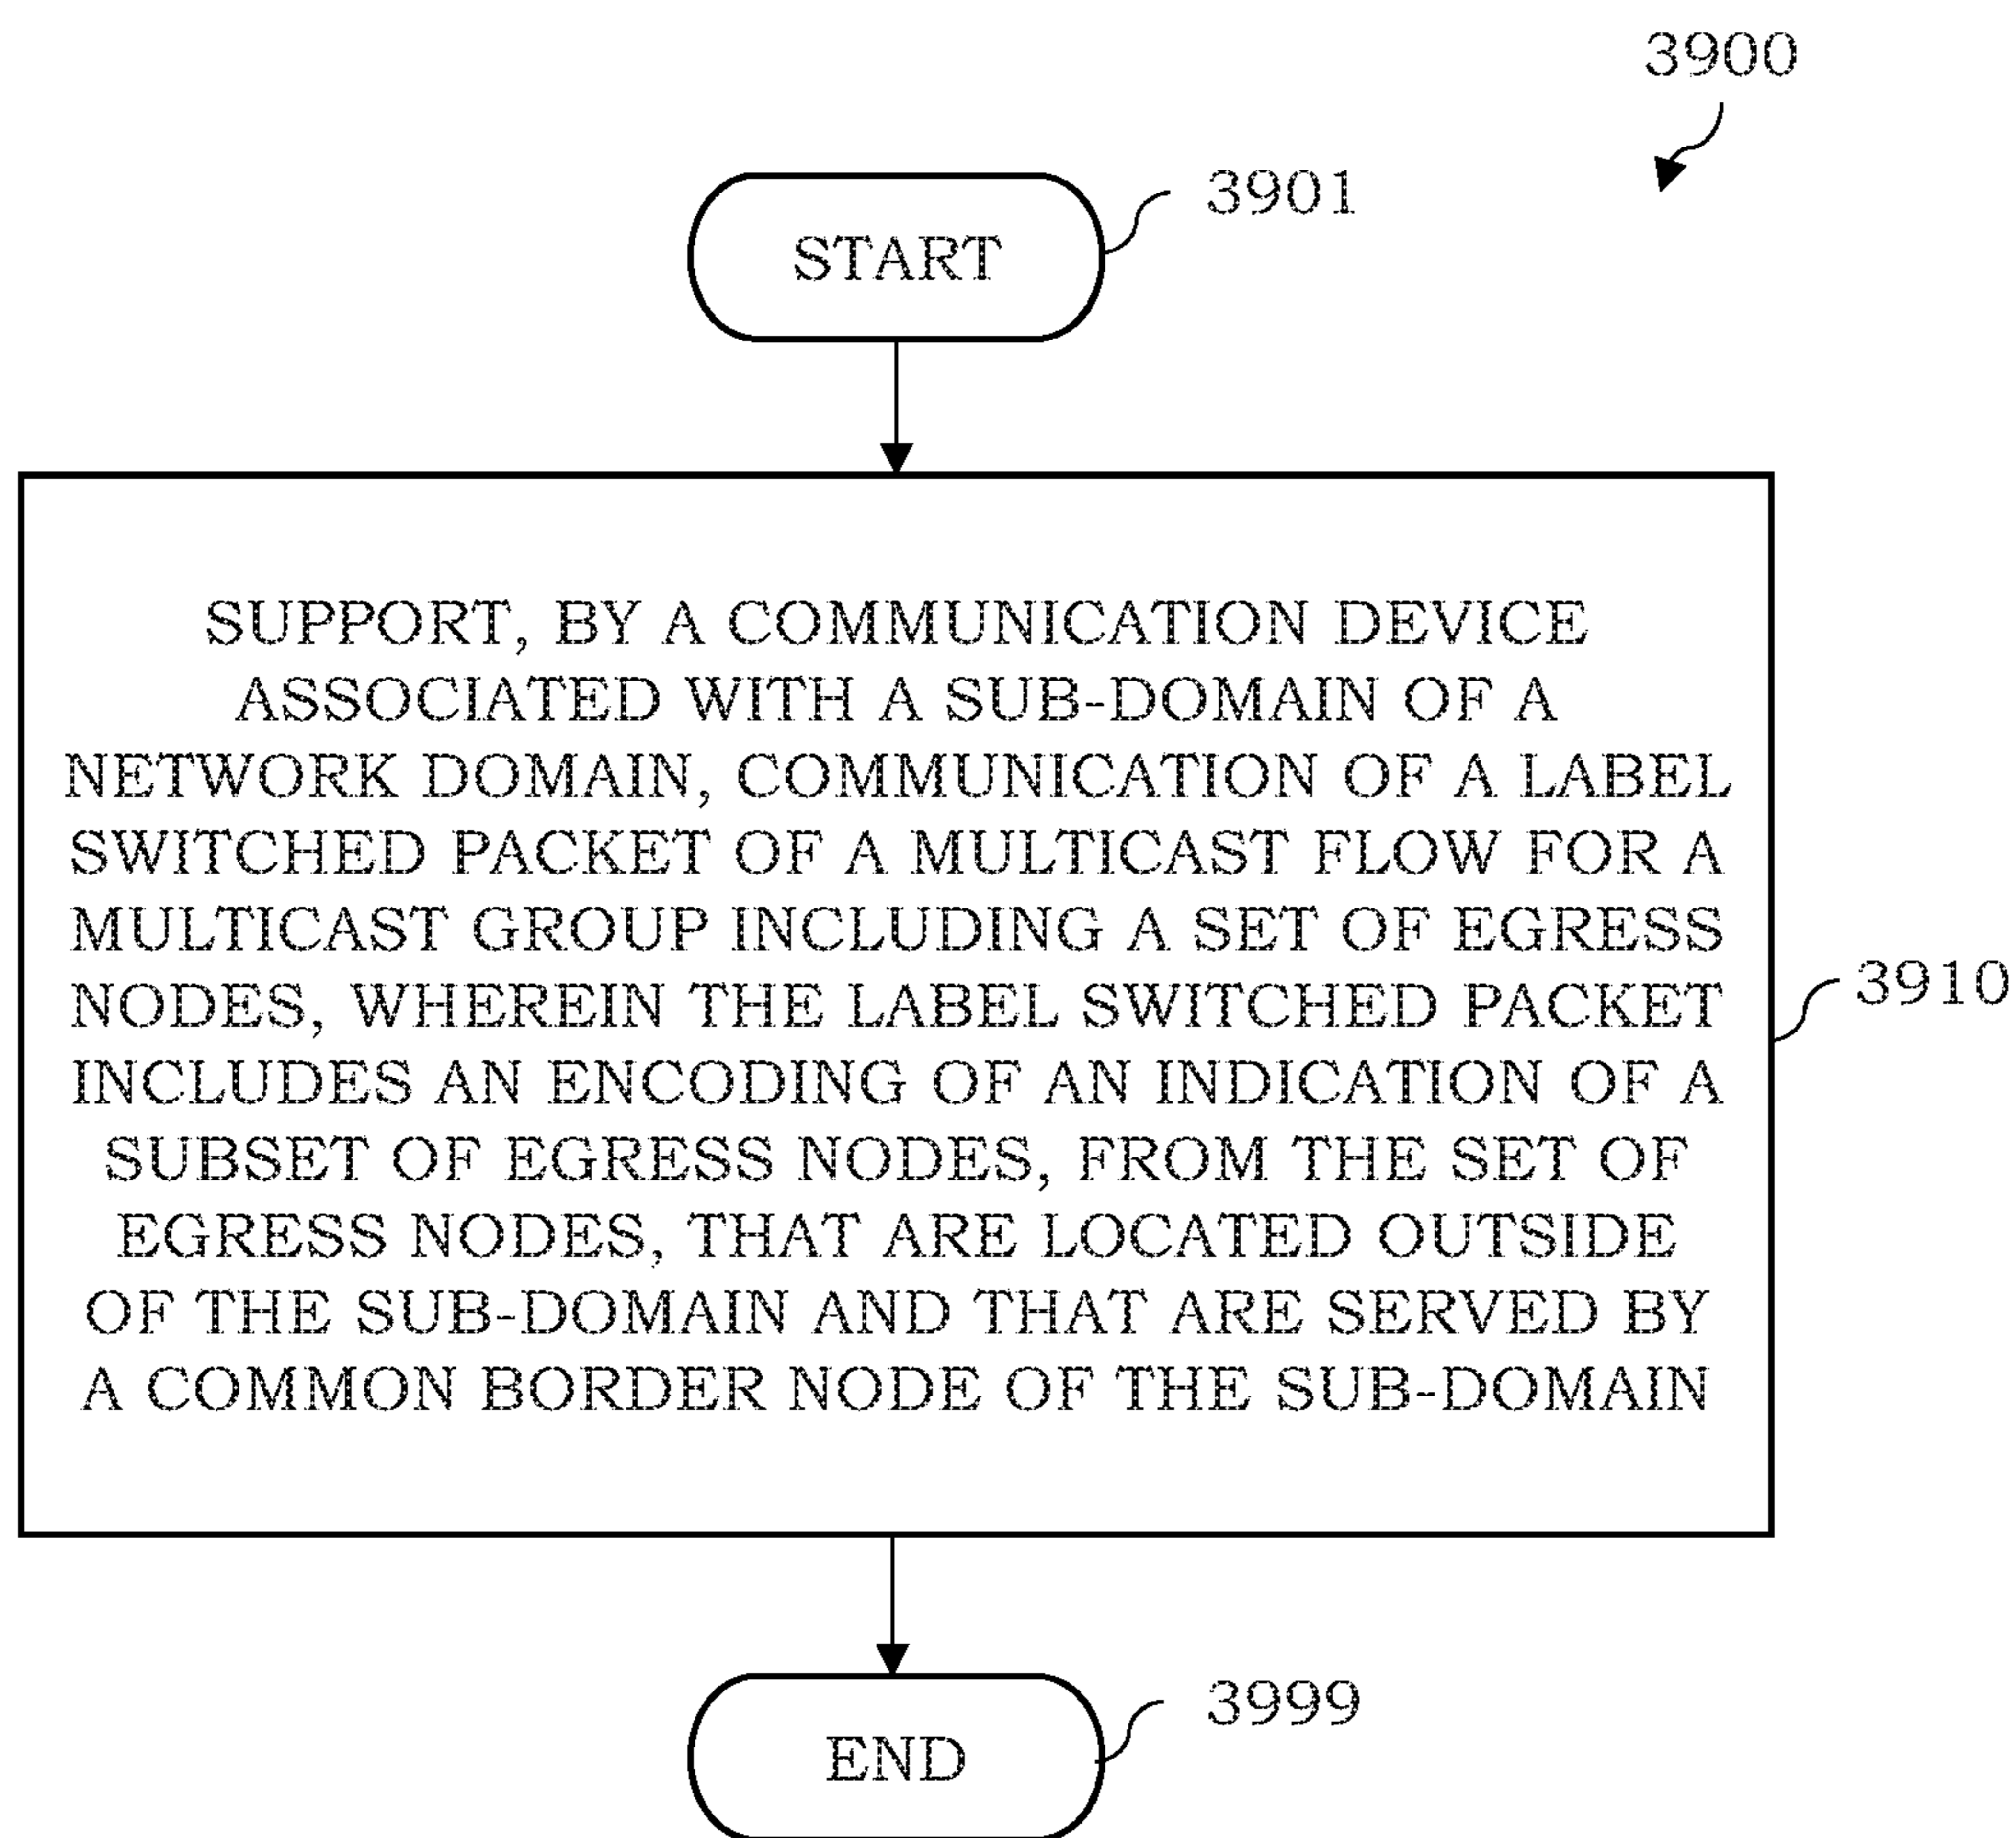 3900
3901
START
SUPPORT, BY A COMMUNICATION DEVICE
ASSOCIATED WITH A SUB-DOMAIN OF A
NETWORK DOMAIN, COMMUNICATION OF A LABEL
SWITCHED PACKET OF A MULTICAST FLOW FOR A
MULTICAST GROUP INCLUDING A SET OF EGRESS
NODES, WHEREIN THE LABEL SWITCHED PACKET
INCLUDES AN ENCODING OF AN INDICATION OF A
SUBSET OF EGRESS NODES, FROM THE SET OF
EGRESS NODES, THAT ARE LOCATED OUTSIDE
OF THE SUB-DOMAIN AND THAT ARE SERVED BY
A COMMON BORDER NODE OF THE SUB-DOMAIN
3910
3999
END